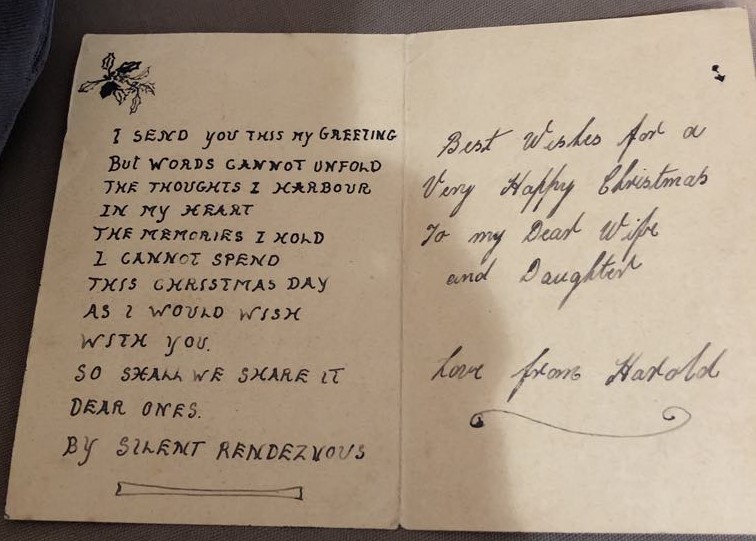 I SEND YOU THIS MY GREETING
BUT WORDS CANNOT UNFOLD
THE THOUGHTS I HARBOUR
IN MY HEART
THE MEMORIES I HOLD
I CANNOT SPEND
THIS CHRISTMAS DAY
AS I WOULD WISH
WITH YOU.
SO SHALL WE SHARE IT
DEAR ONES.
BY SILENT RENDEZVOUS
Best Wishes for a
Very Happy Christmas
To my Dear Wife
and Daughter
Love from Harold